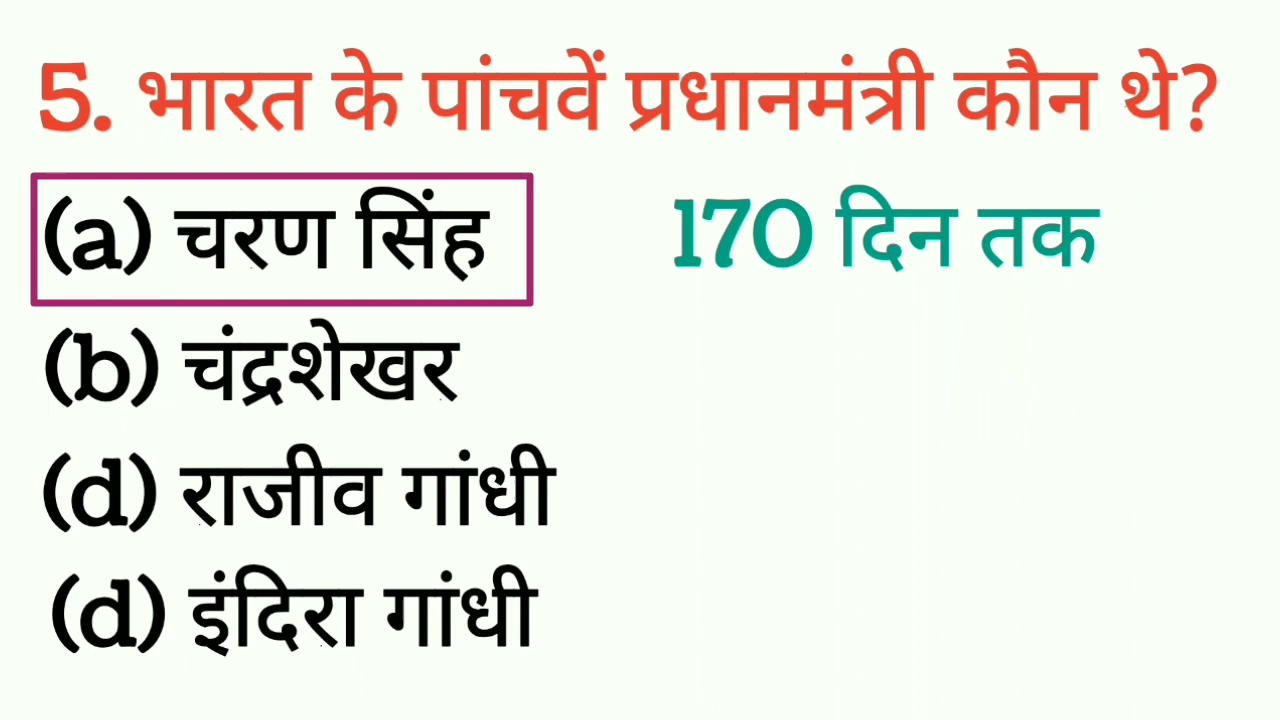 5. भारत के पांचवें प्रधानमंत्री कौन थे?
(a) चरण सिंह 170 दिन तक
(b) चंद्रशेखर
(d) राजीव गांधी
(d) इंदिरा गांधी